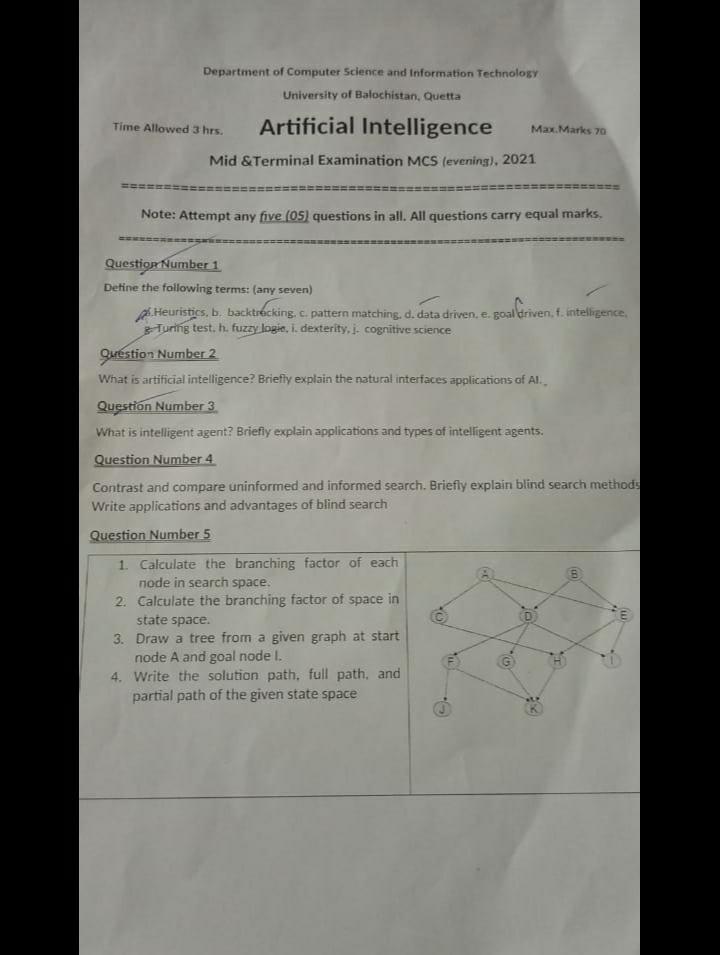 Department of Computer Science and Information Technology
University of Balochistan, Quetta
Time Allowed 3 hrs. Artificial Intelligence Max.Marks 70
Mid &Terminal Examination MCS (evening), 2021
Note: Attempt any five (05) questions in all. All questions carry equal marks.
Question Number 1
Define the following terms: (any seven)
a.Heuristics, b. backtracking, c. pattern matching, d. data driven, e. goal driven, f. intelligence,
g. Turing test, h. fuzzy logic, i. dexterity, j. cognitive science
Question Number 2
What is artificial intelligence? Briefly explain the natural interfaces applications of AI.
Question Number 3
What is intelligent agent? Briefly explain applications and types of intelligent agents.
Question Number 4
Contrast and compare uninformed and informed search. Briefly explain blind search methods
Write applications and advantages of blind search
Question Number 5
1. Calculate the branching factor of each
node in search space.
2. Calculate the branching factor of space in
state space.
3. Draw a tree from a given graph at start
node A and goal node I.
4. Write the solution path, full path, and
partial path of the given state space
A B
C D E
F G H I
J K